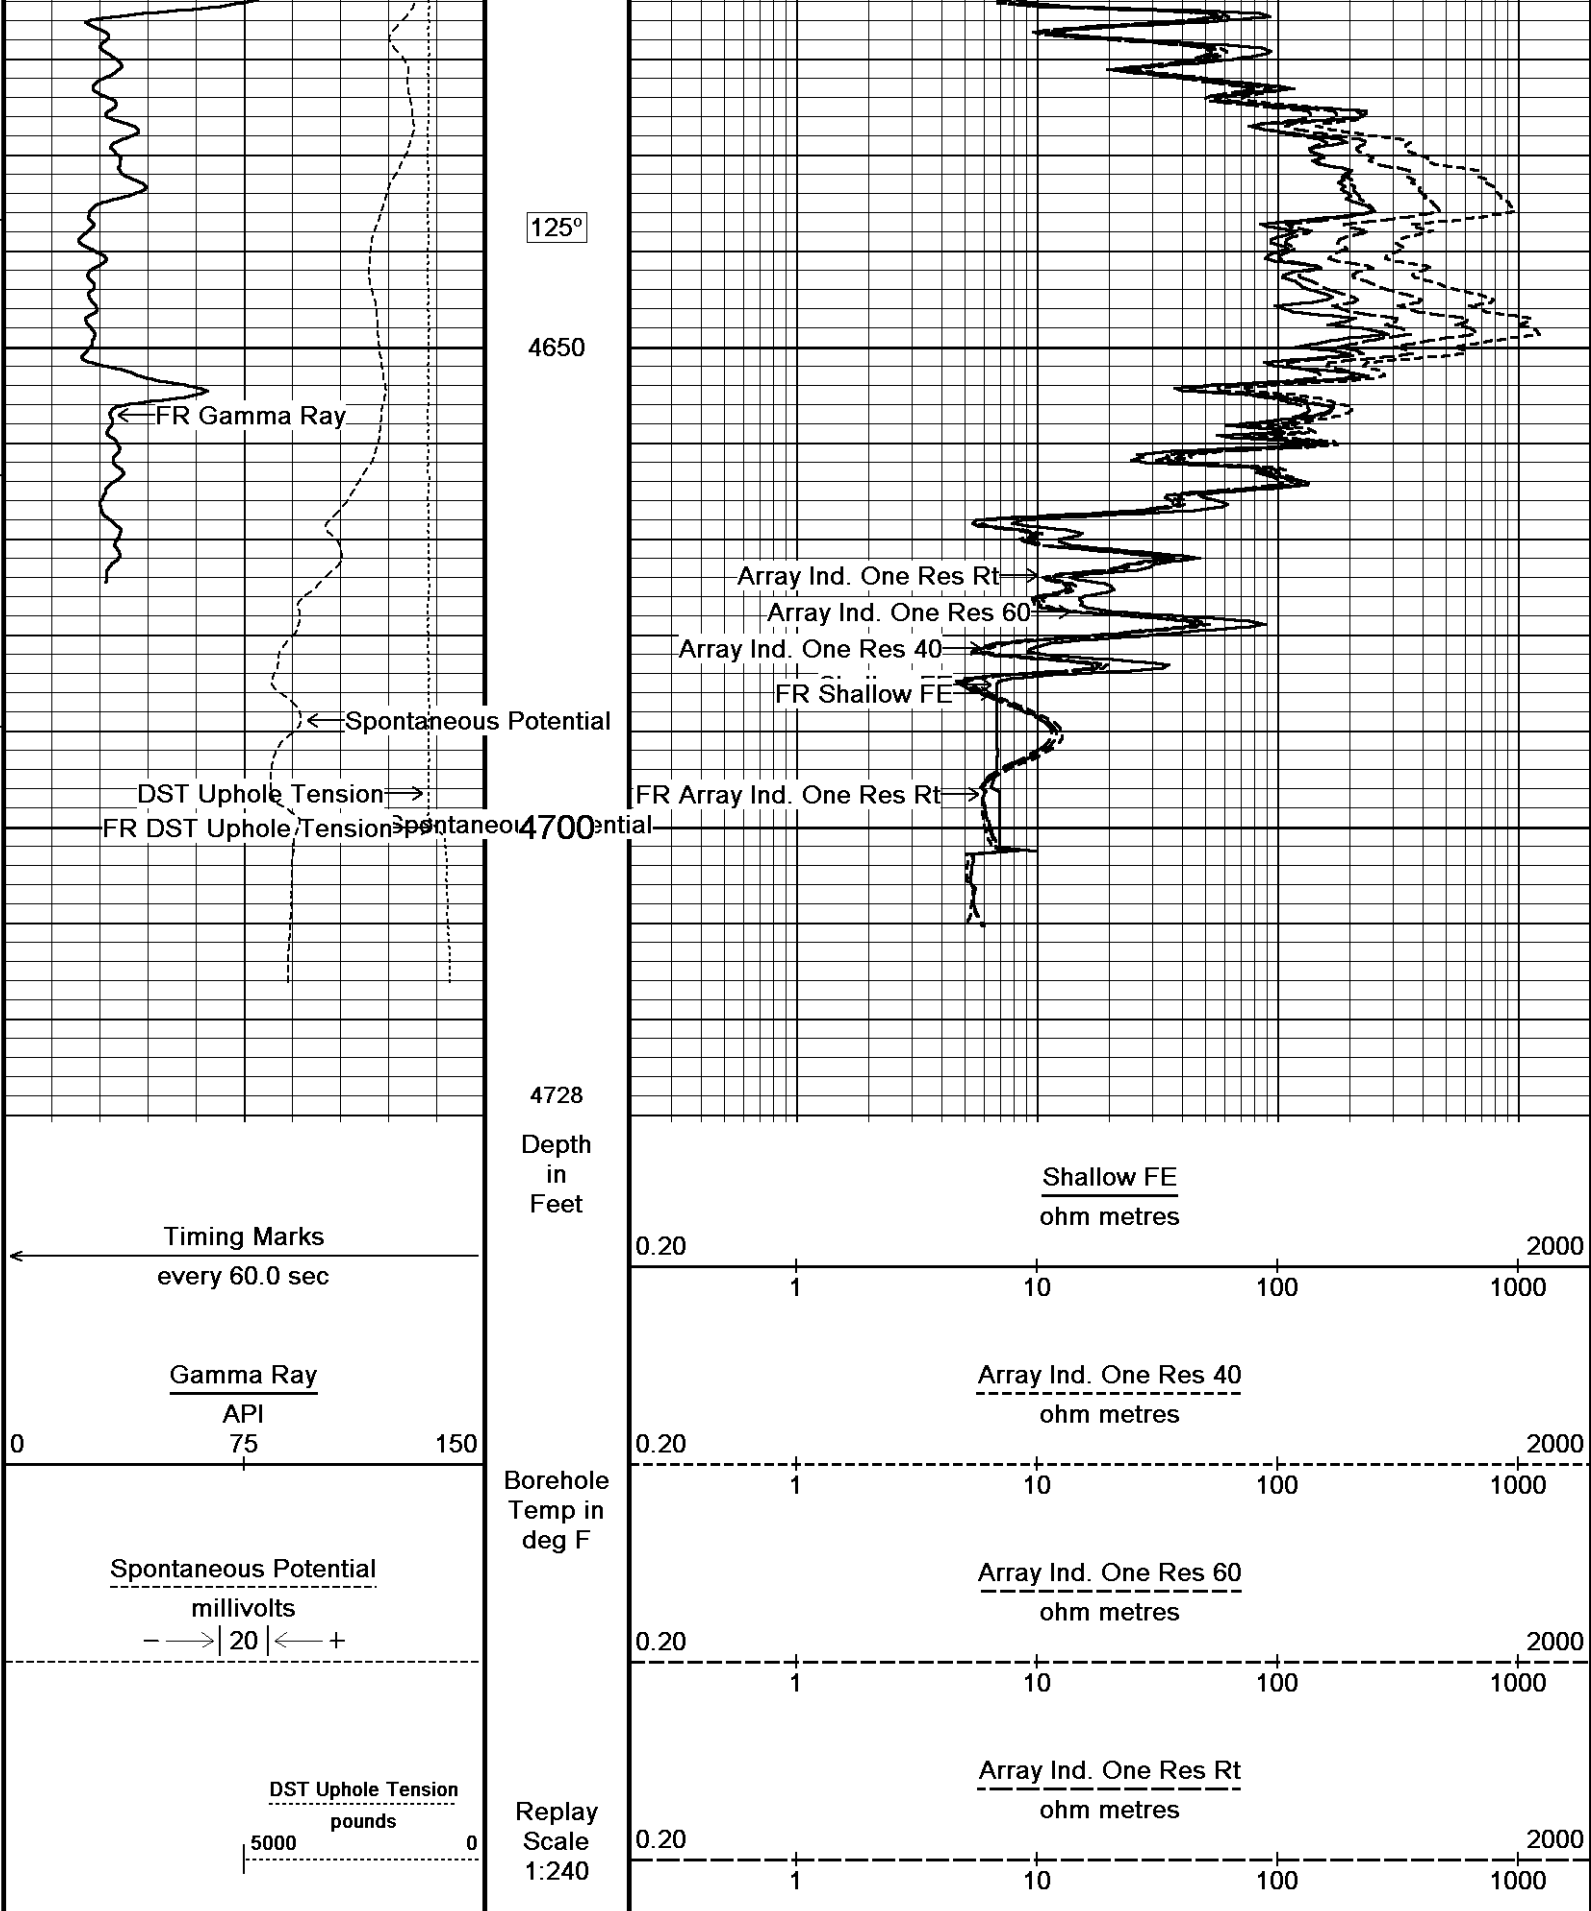 125º
4650
FR Gamma Ray
Array Ind. One Res Rt
Array Ind. One Res 60
Array Ind. One Res 40
FR Shallow FE
Spontaneous Potential
DST Uphole Tension
FR Array Ind. One Res Rt
FR DST Uphole Tension
Spontaneou
4700
ential
4728
Depth
in
Feet
Shallow FE
ohm metres
0.20 2000
1 10 100 1000
Timing Marks
every 60.0 sec
Gamma Ray
API
0 75 150
Array Ind. One Res 40
ohm metres
0.20 2000
1 10 100 1000
Borehole
Temp in
deg F
Spontaneous Potential
millivolts
− 20 +
Array Ind. One Res 60
ohm metres
0.20 2000
1 10 100 1000
DST Uphole Tension
pounds
5000 0
Replay
Scale
1:240
Array Ind. One Res Rt
ohm metres
0.20 2000
1 10 100 1000